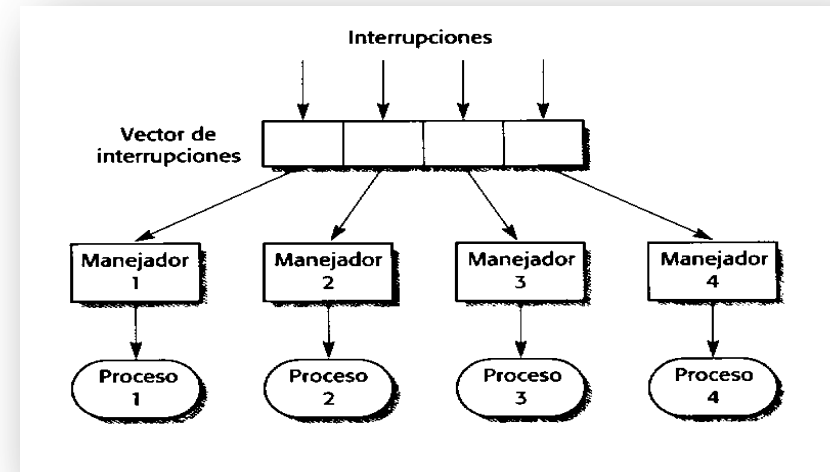 Interrupciones
Vector de
interrupciones
Manejador
1
Manejador
2
Manejador
3
Manejador
4
Proceso
1
Proceso
2
Proceso
3
Proceso
4